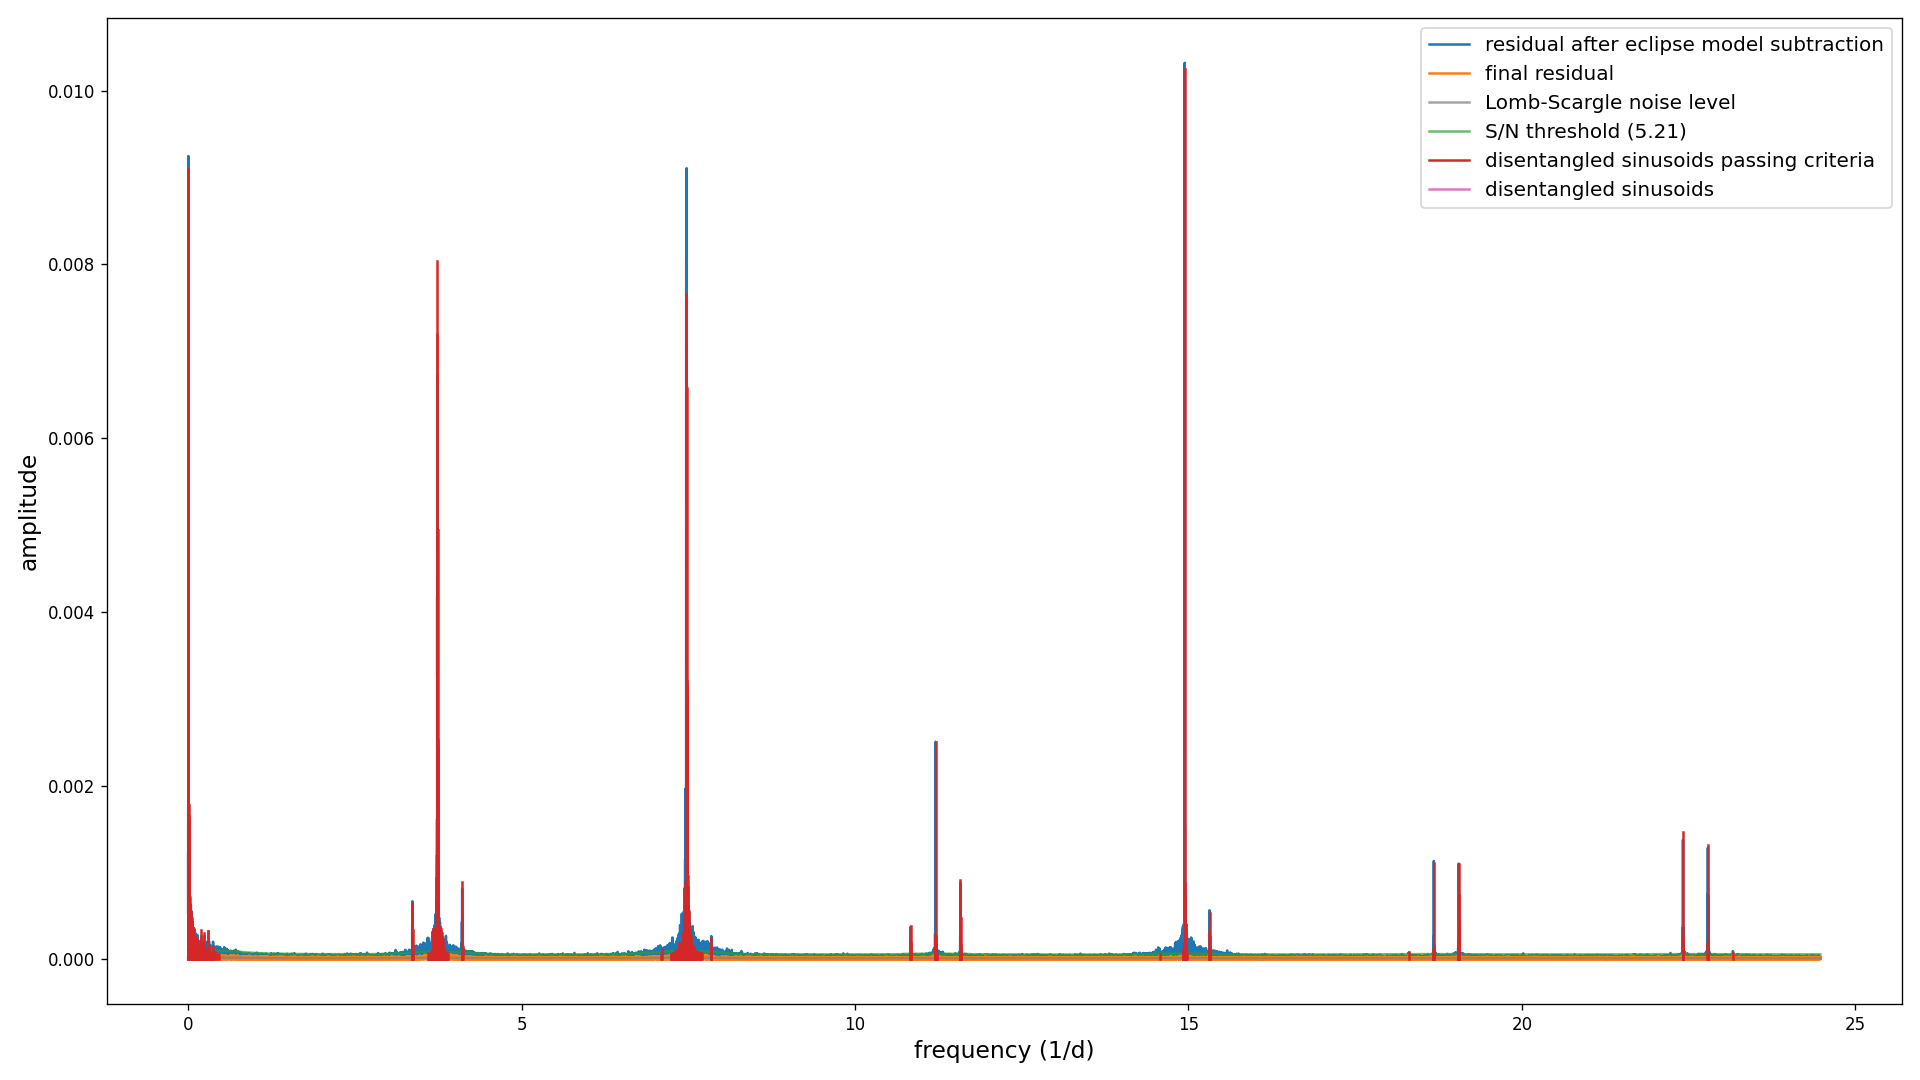 residual after eclipse model subtraction
final residual
Lomb-Scargle noise level
S/N threshold (5.21)
disentangled sinusoids passing criteria
disentangled sinusoids
0.010
0.008
0.006
0.004
0.002
0.000
amplitude
0 5 10 15 20 25
frequency (1/d)